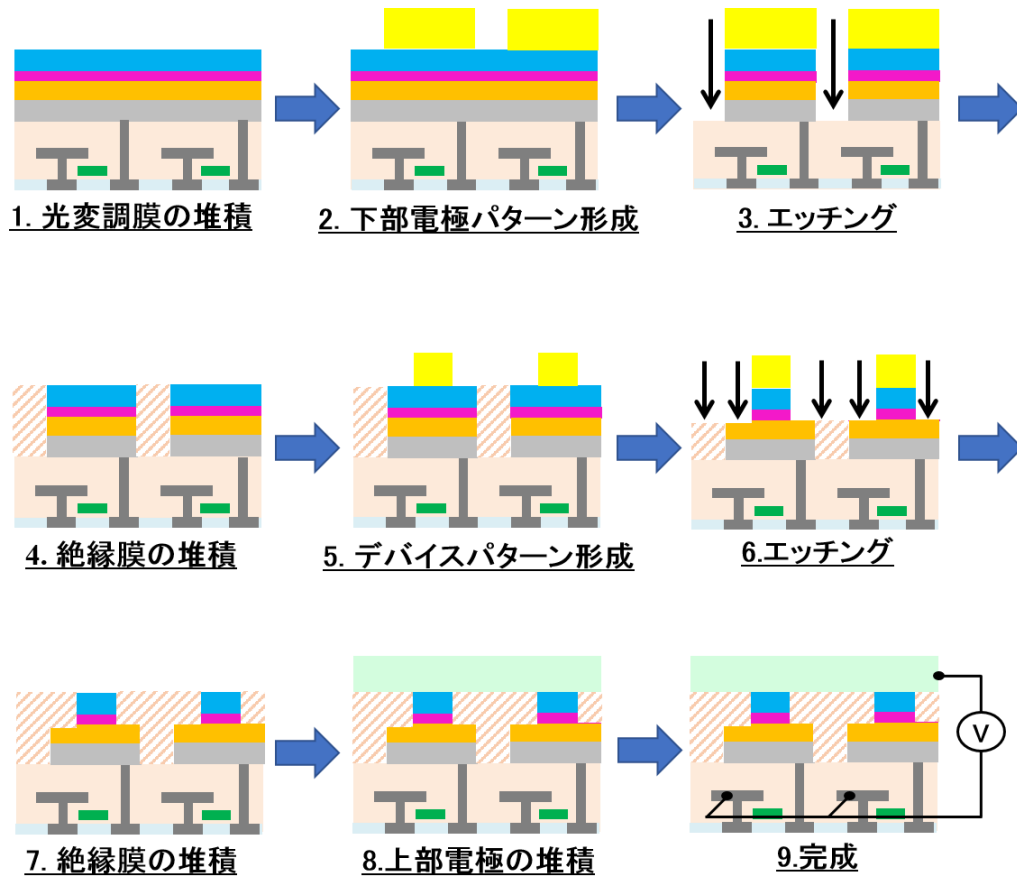 1. 光変調膜の堆積
2. 下部電極パターン形成
3. エッチング
4. 絶縁膜の堆積
5. デバイスパターン形成
6.エッチング
7. 絶縁膜の堆積
8.上部電極の堆積
9.完成
V